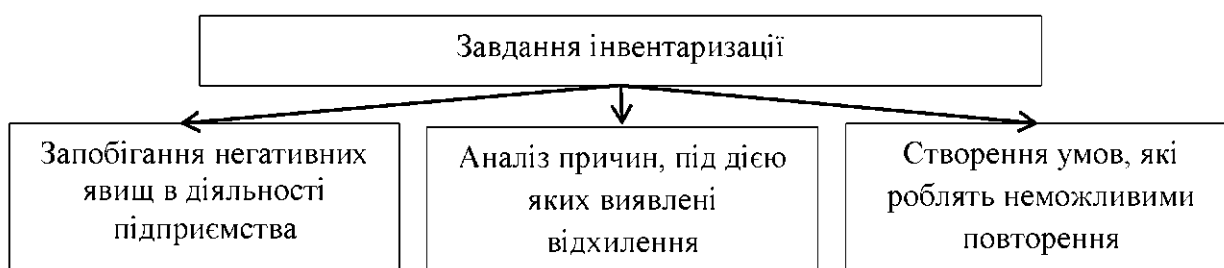 Завдання інвентаризації
Запобігання негативних
явищ в діяльності
підприємства
Аналіз причин, під дією
яких виявлені
відхилення
Створення умов, які
роблять неможливими
повторення